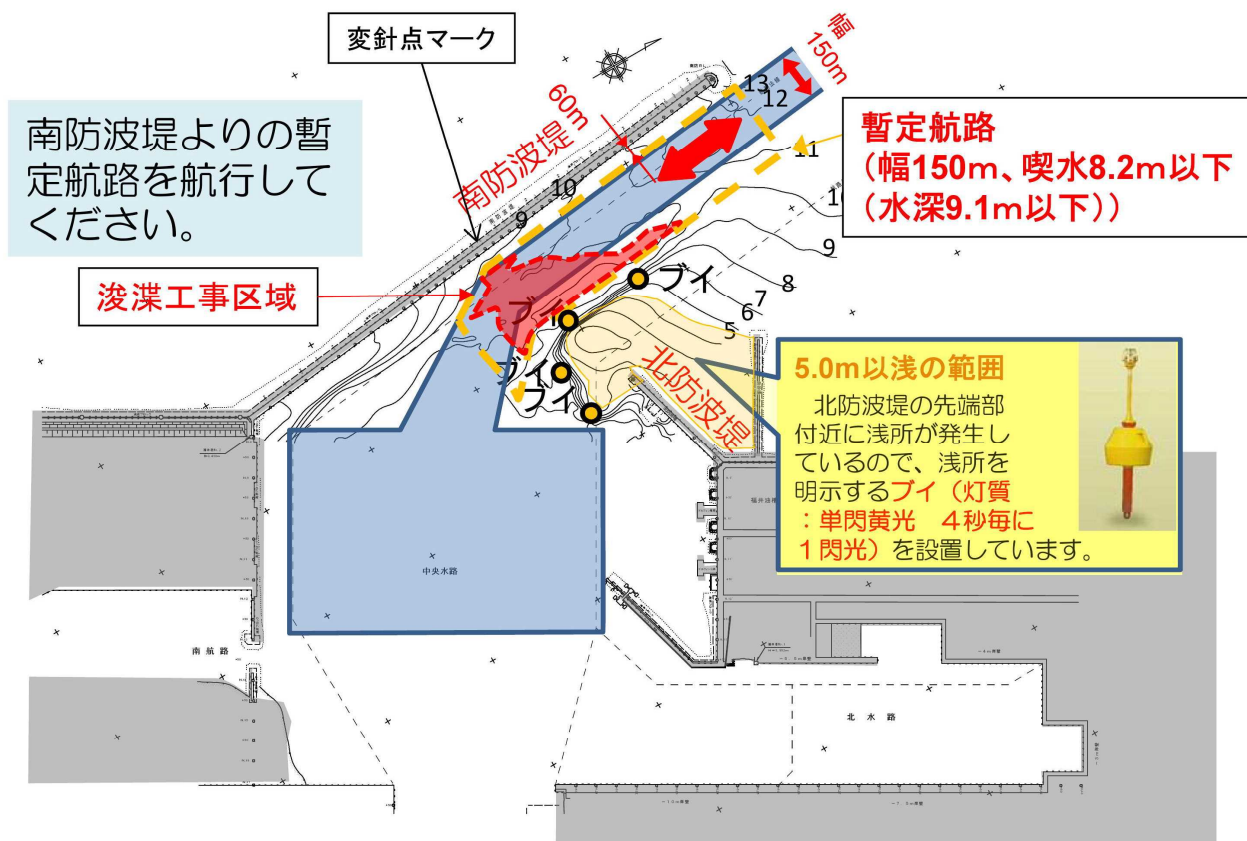 変針点マーク
幅
150m
南防波堤よりの暫
定航路を航行して
ください。
60m
南防波堤
13
12
11
10
9
暫定航路
(幅150m、喫水8.2m以下
(水深9.1m以下))
浚渫工事区域
10
9
8
7
6
5
ブイ
ブイ
ブイ
ブイ
北防波堤
5.0m以浅の範囲
北防波堤の先端部
付近に浅所が発生し
ているので、浅所を
明示するブイ(灯質
:単閃黄光 4秒毎に
1閃光)を設置しています。
中央水路
南航路
北水路